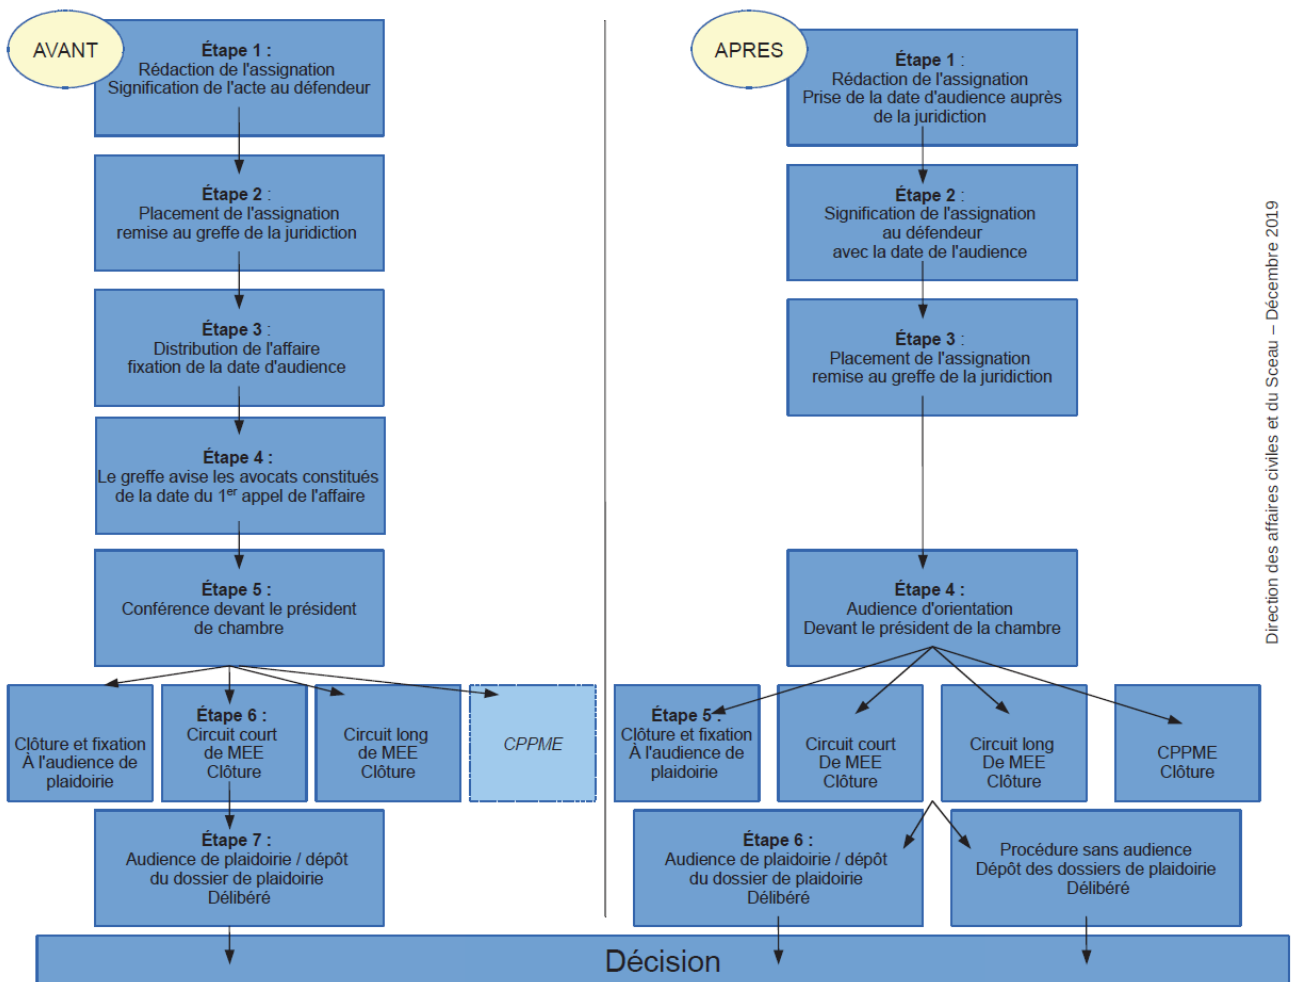 AVANT
Étape 1 :
Rédaction de l'assignation
Signification de l'acte au défendeur
Étape 2 :
Placement de l'assignation
remise au greffe de la juridiction
Étape 3 :
Distribution de l'affaire
fixation de la date d'audience
Étape 4 :
Le greffe avise les avocats constitués
de la date du 1er appel de l'affaire
Étape 5 :
Conférence devant le président
de chambre
Clôture et fixation
À l'audience de
plaidoirie
Étape 6 :
Circuit court
de MEE
Clôture
Circuit long
de MEE
Clôture
CPPME
Étape 7 :
Audience de plaidoirie / dépôt
du dossier de plaidoirie
Délibéré
APRES
Étape 1 :
Rédaction de l'assignation
Prise de la date d'audience auprès
de la juridiction
Étape 2 :
Signification de l'assignation
au défendeur
avec la date de l'audience
Étape 3 :
Placement de l'assignation
remise au greffe de la juridiction
Étape 4 :
Audience d'orientation
Devant le président de la chambre
Étape 5 :
Clôture et fixation
À l'audience de
plaidoirie
Circuit court
De MEE
Clôture
Circuit long
De MEE
Clôture
CPPME
Clôture
Étape 6 :
Audience de plaidoirie / dépôt
du dossier de plaidoirie
Délibéré
Procédure sans audience
Dépôt des dossiers de plaidoirie
Délibéré
Décision
Direction des affaires civiles et du Sceau – Décembre 2019